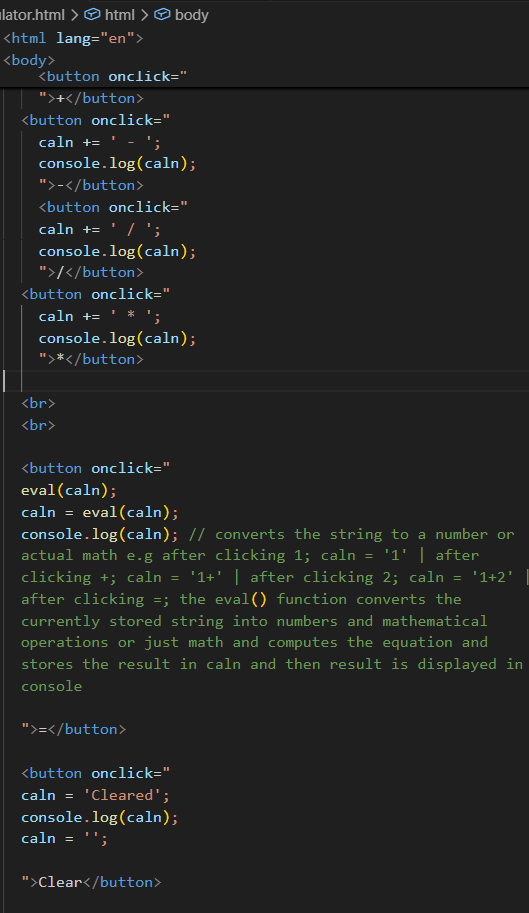 lator.html > html > body
<html lang="en">
<body>
<button onclick="
">+</button>
<button onclick="
caln += ' - ';
console.log(caln);
">-</button>
<button onclick="
caln += ' / ';
console.log(caln);
">/</button>
<button onclick="
caln += ' * ';
console.log(caln);
">*</button>
<br>
<br>
<button onclick="
eval(caln);
caln = eval(caln);
console.log(caln); // converts the string to a number or
actual math e.g after clicking 1; caln = '1' | after
clicking +; caln = '1+' | after clicking 2; caln = '1+2' |
after clicking =; the eval() function converts the
currently stored string into numbers and mathematical
operations or just math and computes the equation and
stores the result in caln and then result is displayed in
console
">=</button>
<button onclick="
caln = 'Cleared';
console.log(caln);
caln = '';
">Clear</button>